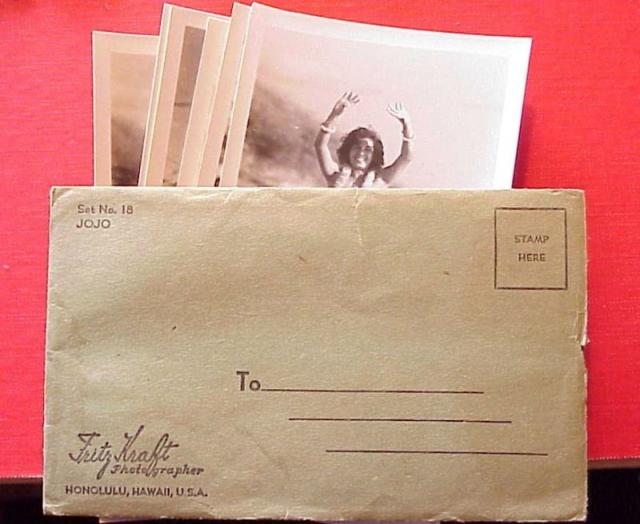 Set No. 18
JOJO
STAMP
HERE
To
Fritz Kraft
Photographer
HONOLULU, HAWAII, U.S.A.